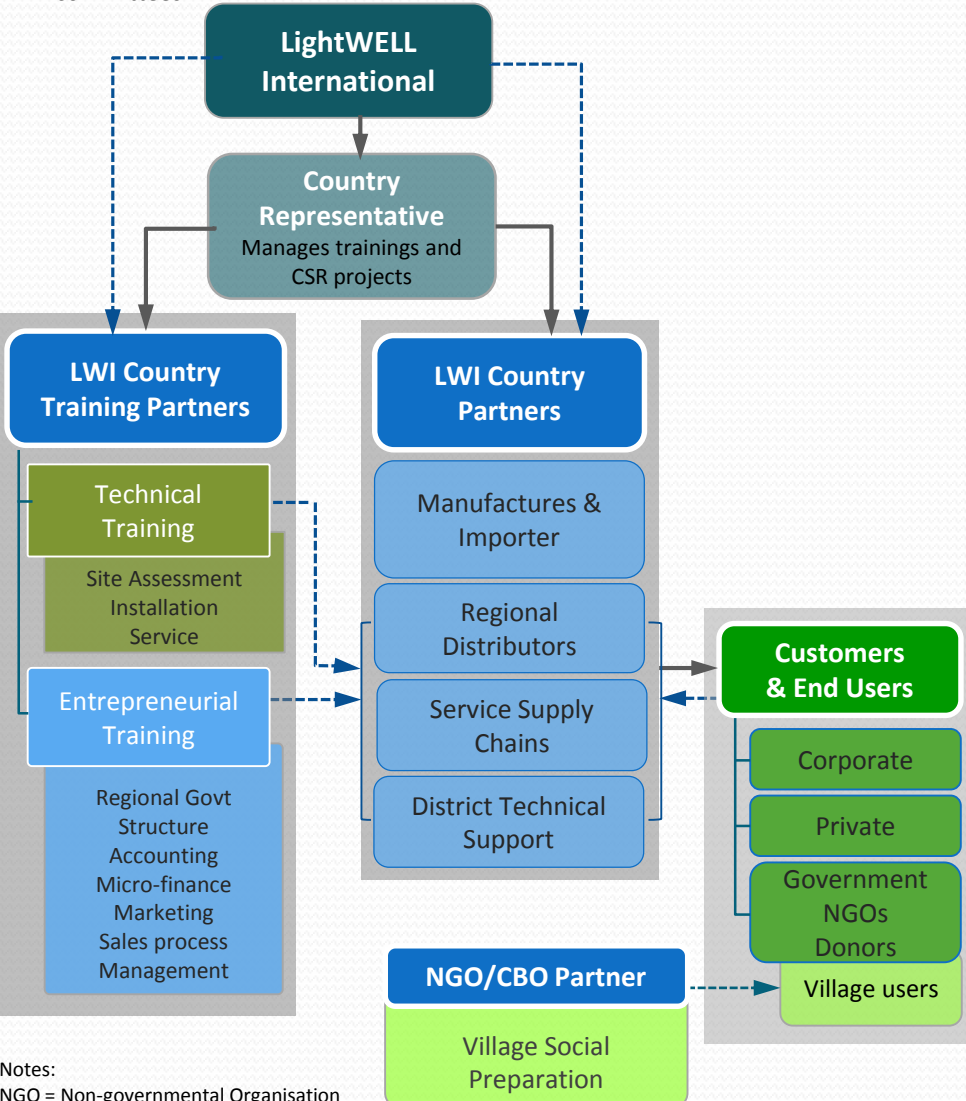 LightWELL
International
Country
Representative
Manages trainings and
CSR projects
LWI Country
Training Partners
Technical
Training
Site Assessment
Installation
Service
Entrepreneurial
Training
Regional Govt
Structure
Accounting
Micro-finance
Marketing
Sales process
Management
LWI Country
Partners
Manufactures &
Importer
Regional
Distributors
Service Supply
Chains
District Technical
Support
Customers
& End Users
Corporate
Private
Government
NGOs
Donors
Village users
NGO/CBO Partner
Village Social
Preparation
Notes:
NGO = Non-governmental Organisation